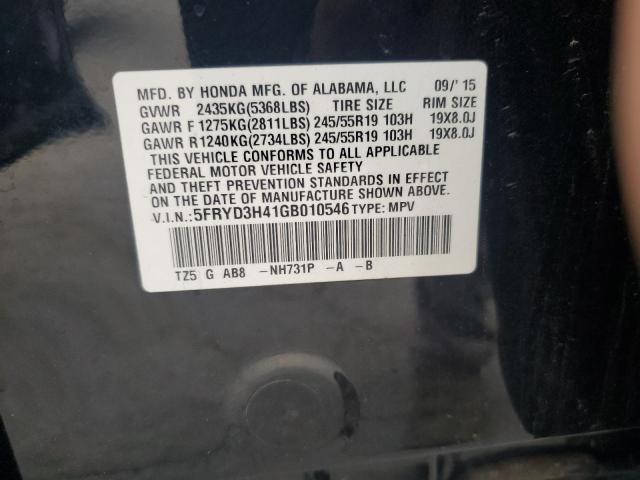 MFD. BY HONDA MFG. OF ALABAMA, LLC 09/'15
GVWR 2435KG(5368LBS) TIRE SIZE RIM SIZE
GAWR F 1275KG(2811LBS) 245/55R19 103H 19X8.0J
GAWR R 1240KG(2734LBS) 245/55R19 103H 19X8.0J
THIS VEHICLE CONFORMS TO ALL APPLICABLE
FEDERAL MOTOR VEHICLE SAFETY
AND THEFT PREVENTION STANDARDS IN EFFECT
ON THE DATE OF MANUFACTURE SHOWN ABOVE.
V.I.N.: 5FRYD3H41GB010546 TYPE: MPV
TZ5 G AB8 -NH731P -A -B